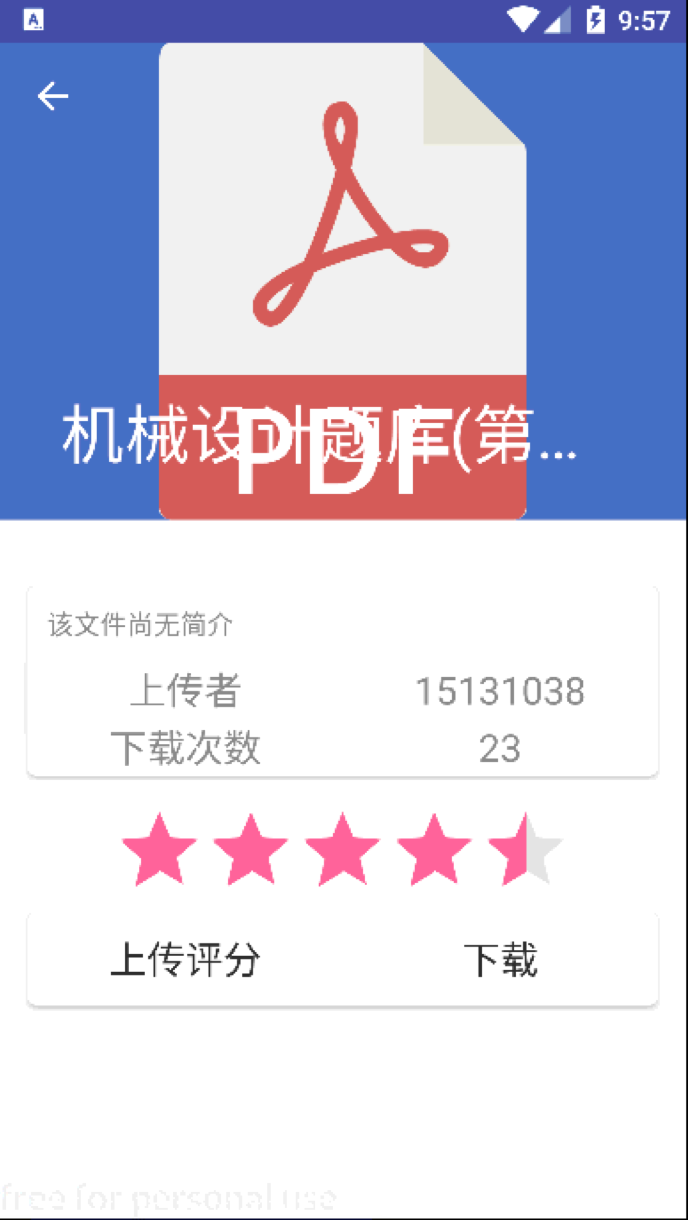 9:57
PDF
机械设计题库(第...
该文件尚无简介
上传者 15131038
下载次数 23
上传评分 下载
free for personal use